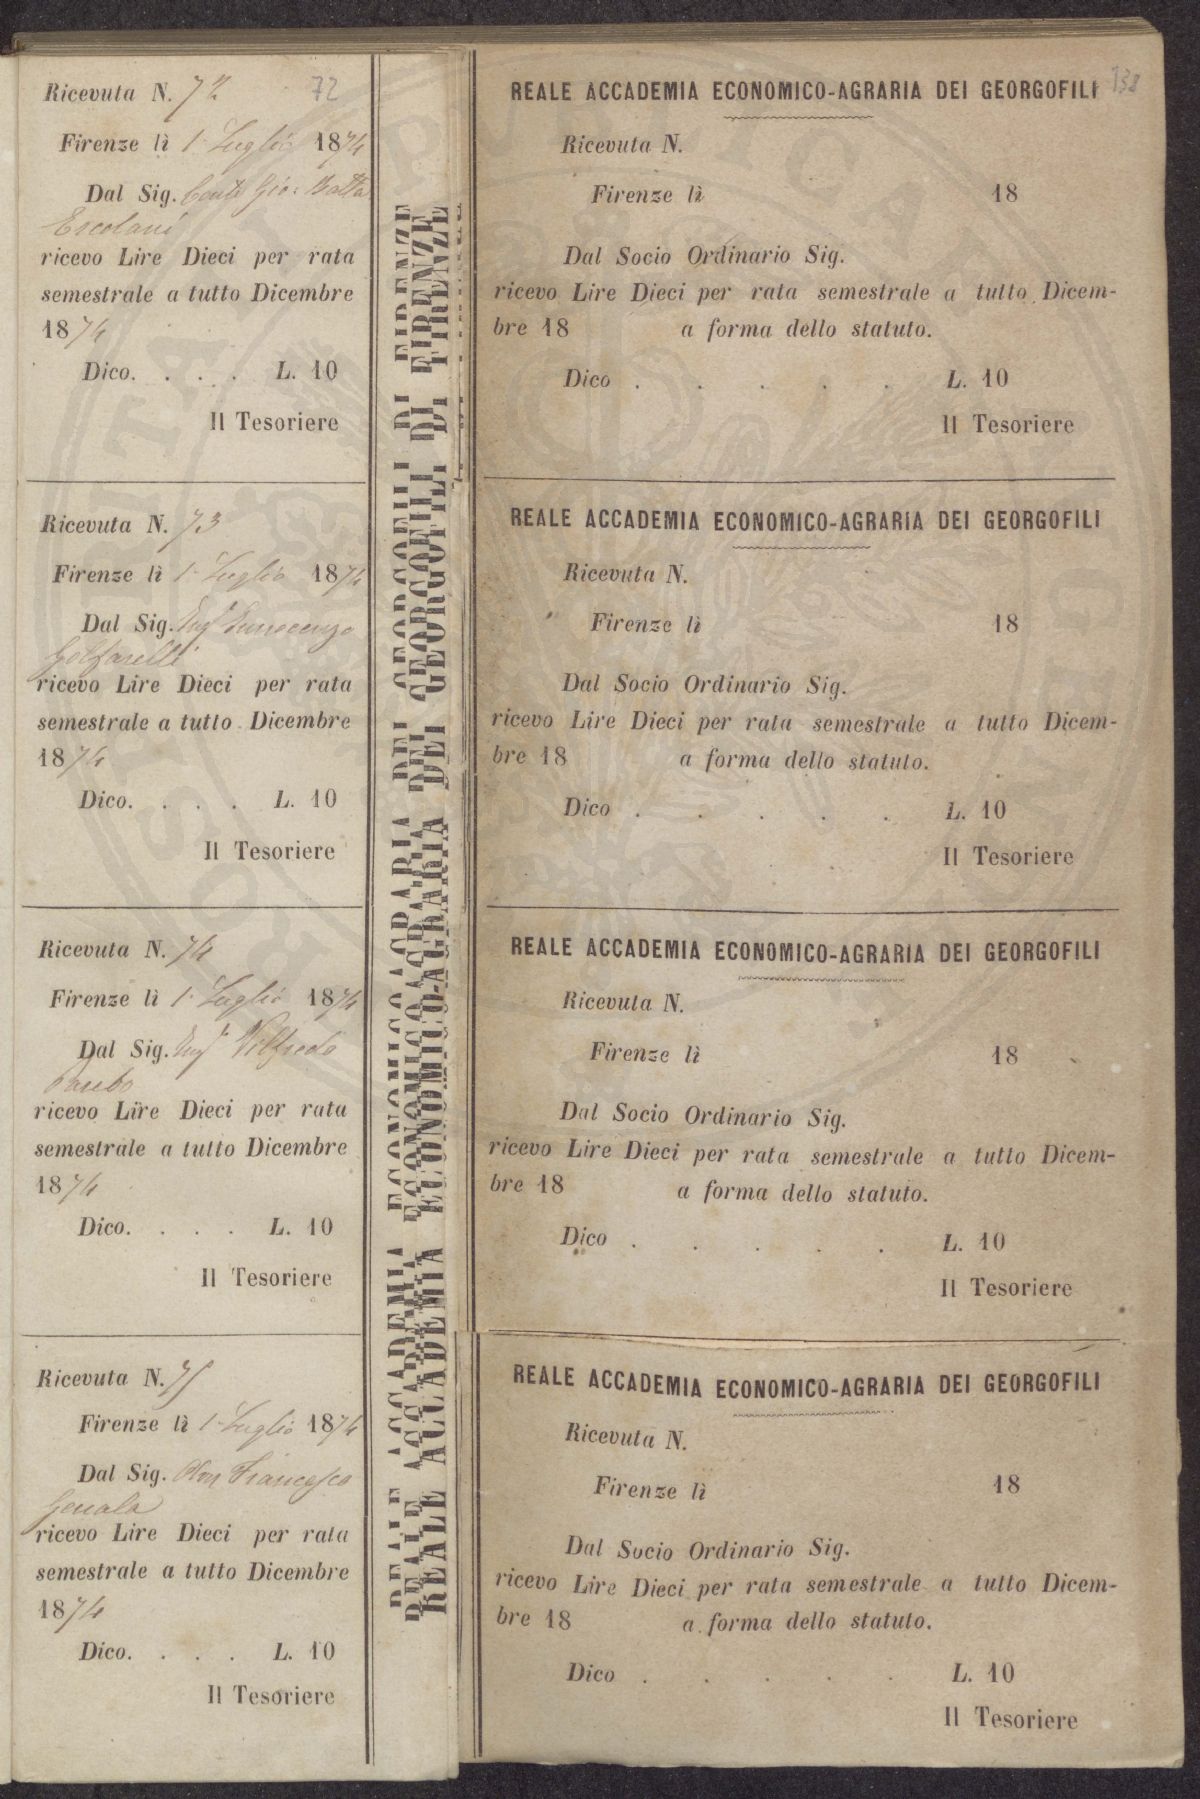 Ricevuta N. 72
72
Firenze lì 1. Luglio 1874
Dal Sig. Conte Gio: Batta
Ercolani
ricevo Lire Dieci per rata
semestrale a tutto Dicembre
1874
Dico. . . . L. 10
Il Tesoriere
Ricevuta N. 73
Firenze lì 1. Luglio 1874
Dal Sig. Ingr Innocenzo
Golfarelli
ricevo Lire Dieci per rata
semestrale a tutto Dicembre
1874
Dico. . . . L. 10
Il Tesoriere
Ricevuta N. 74
Firenze lì 1. Luglio 1874
Dal Sig. Ingr Vilfredo
Pareto
ricevo Lire Dieci per rata
semestrale a tutto Dicembre
1874
Dico. . . . L. 10
Il Tesoriere
Ricevuta N. 75
Firenze lì 1. Luglio 1874
Dal Sig. Avv Francesco
Genala
ricevo Lire Dieci per rata
semestrale a tutto Dicembre
1874
Dico. . . . L. 10
Il Tesoriere
REALE ACCADEMIA ECONOMICO-AGRARIA DEI GEORGOFILI DI FIRENZE
138
REALE ACCADEMIA ECONOMICO-AGRARIA DEI GEORGOFILI
Ricevuta N.
Firenze lì 18
Dal Socio Ordinario Sig.
ricevo Lire Dieci per rata semestrale a tutto Dicem-
bre 18 a forma dello statuto.
Dico . . . . . L. 10
Il Tesoriere
REALE ACCADEMIA ECONOMICO-AGRARIA DEI GEORGOFILI
Ricevuta N.
Firenze lì 18
Dal Socio Ordinario Sig.
ricevo Lire Dieci per rata semestrale a tutto Dicem-
bre 18 a forma dello statuto.
Dico . . . . . L. 10
Il Tesoriere
REALE ACCADEMIA ECONOMICO-AGRARIA DEI GEORGOFILI
Ricevuta N.
Firenze lì 18
Dal Socio Ordinario Sig.
ricevo Lire Dieci per rata semestrale a tutto Dicem-
bre 18 a forma dello statuto.
Dico . . . . . L. 10
Il Tesoriere
REALE ACCADEMIA ECONOMICO-AGRARIA DEI GEORGOFILI
Ricevuta N.
Firenze lì 18
Dal Socio Ordinario Sig.
ricevo Lire Dieci per rata semestrale a tutto Dicem-
bre 18 a forma dello statuto.
Dico . . . . . L. 10
Il Tesoriere